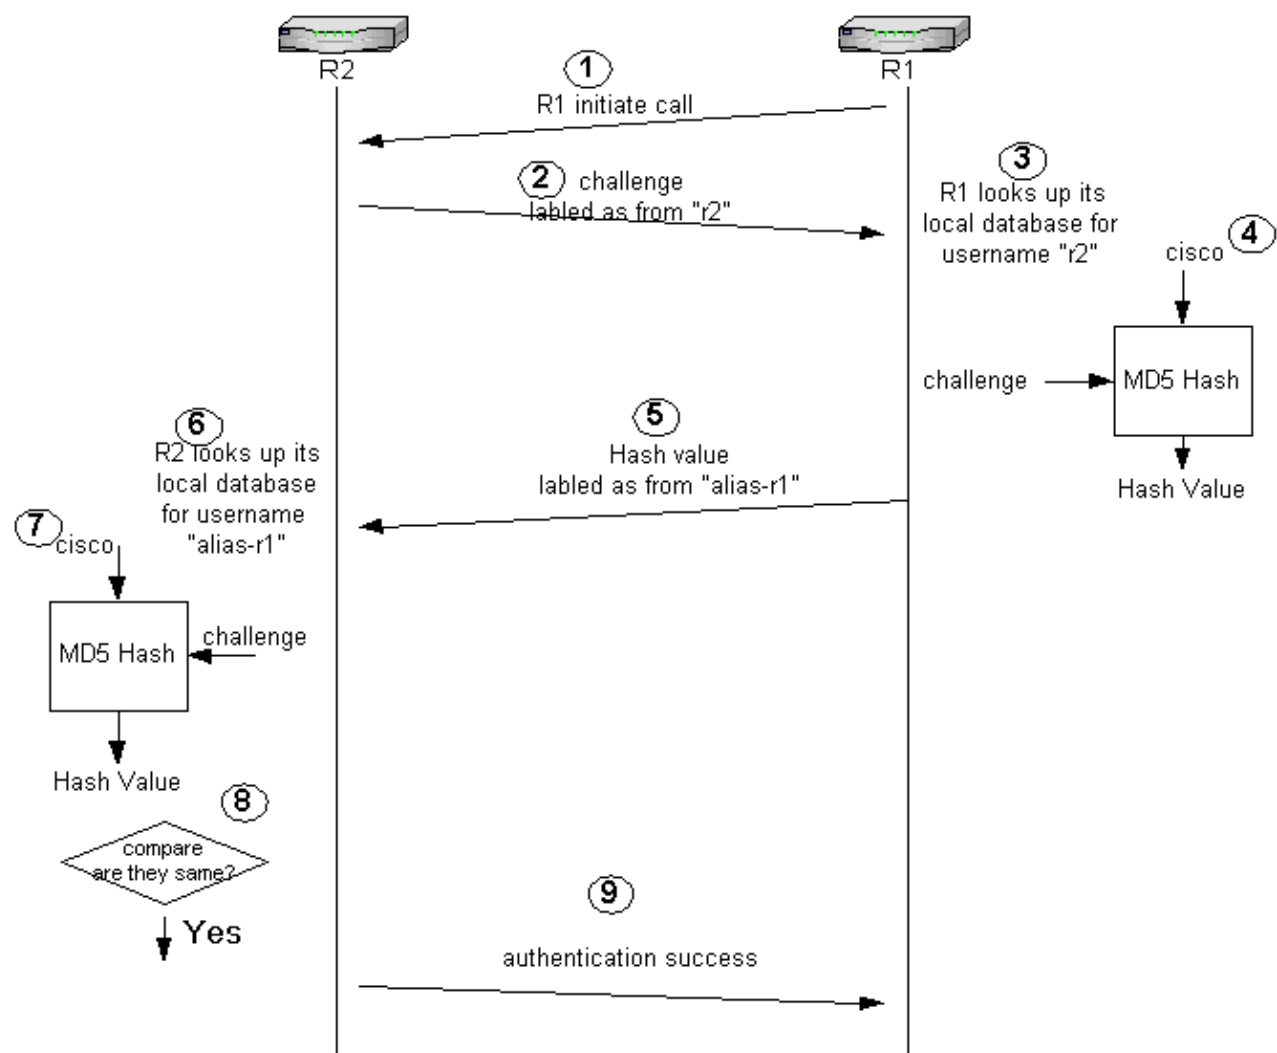 R2
R1
1
R1 initiate call
2
challenge
labled as from "r2"
3
R1 looks up its
local database for
username "r2"
4
cisco
challenge
MD5 Hash
Hash Value
5
Hash value
labled as from "alias-r1"
6
R2 looks up its
local database
for username
"alias-r1"
7
cisco
challenge
MD5 Hash
Hash Value
8
compare
are they same?
Yes
9
authentication success